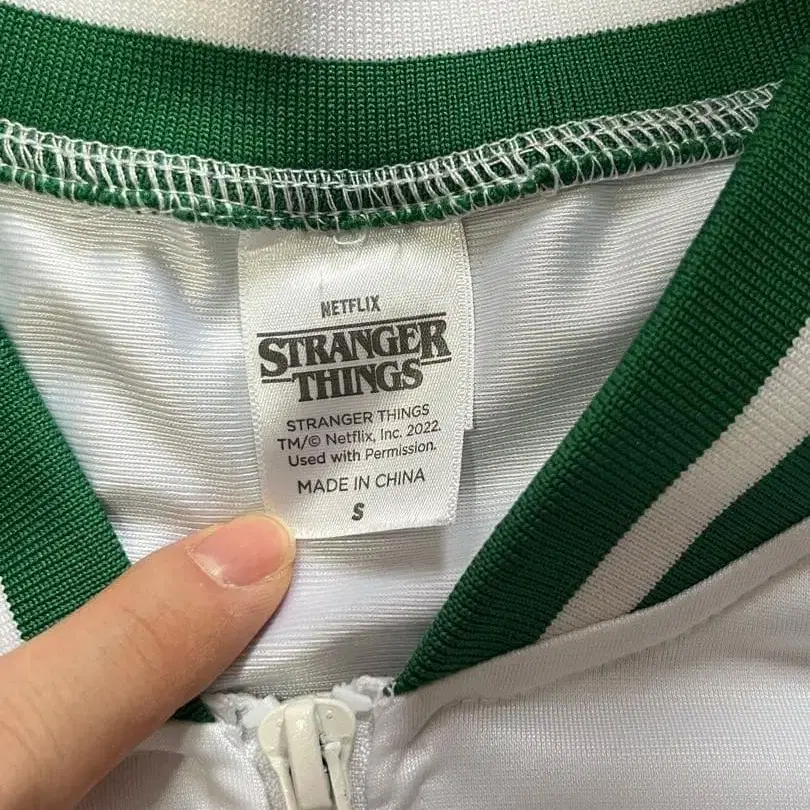 NETFLIX
STRANGER
THINGS
STRANGER THINGS
TM/© Netflix, Inc. 2022.
Used with Permission.
MADE IN CHINA
S